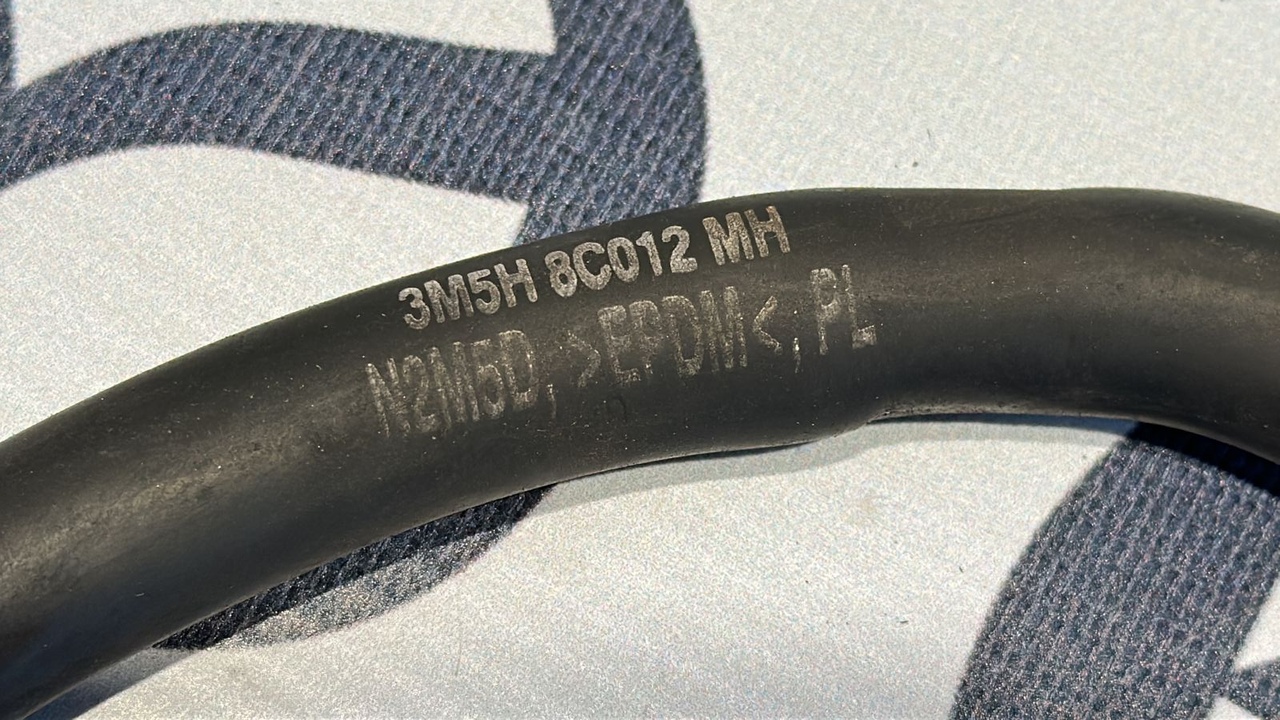 3M5H 8C012 MH
N2M5D, >EPDM<, PL